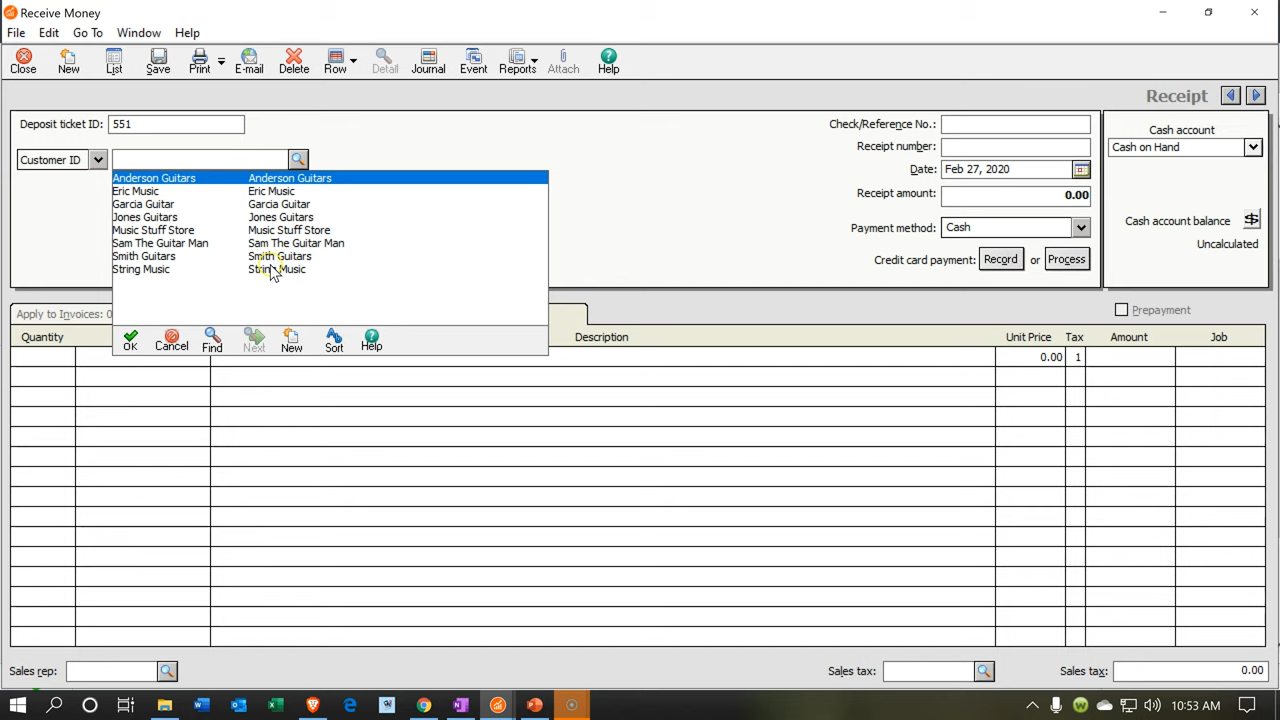 Receive Money
File Edit Go To Window Help
Close New List Save Print E-mail Delete Row Detail Journal Event Reports Attach Help
Receipt
Deposit ticket ID: 551
Check/Reference No.:
Cash account
Receipt number:
Cash on Hand
Customer ID
Date: Feb 27, 2020
Anderson Guitars Anderson Guitars
Eric Music Eric Music
Receipt amount: 0.00
Garcia Guitar Garcia Guitar
Jones Guitars Jones Guitars
Cash account balance
Music Stuff Store Music Stuff Store
Payment method: Cash
Sam The Guitar Man Sam The Guitar Man
Uncalculated
Smith Guitars Smith Guitars
Credit card payment: Record or Process
String Music String Music
Apply to Invoices: 0
Prepayment
OK Cancel Find Next New Sort Help
Quantity Description Unit Price Tax Amount Job
0.00 1
Sales rep:
Sales tax:
Sales tax: 0.00
10:53 AM